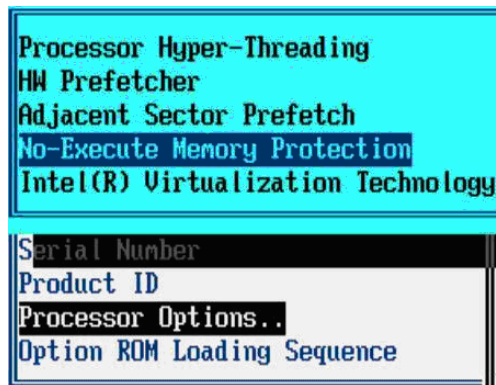 Processor Hyper-Threading
HW Prefetcher
Adjacent Sector Prefetch
No-Execute Memory Protection
Intel(R) Virtualization Technology
Serial Number
Product ID
Processor Options..
Option ROM Loading Sequence